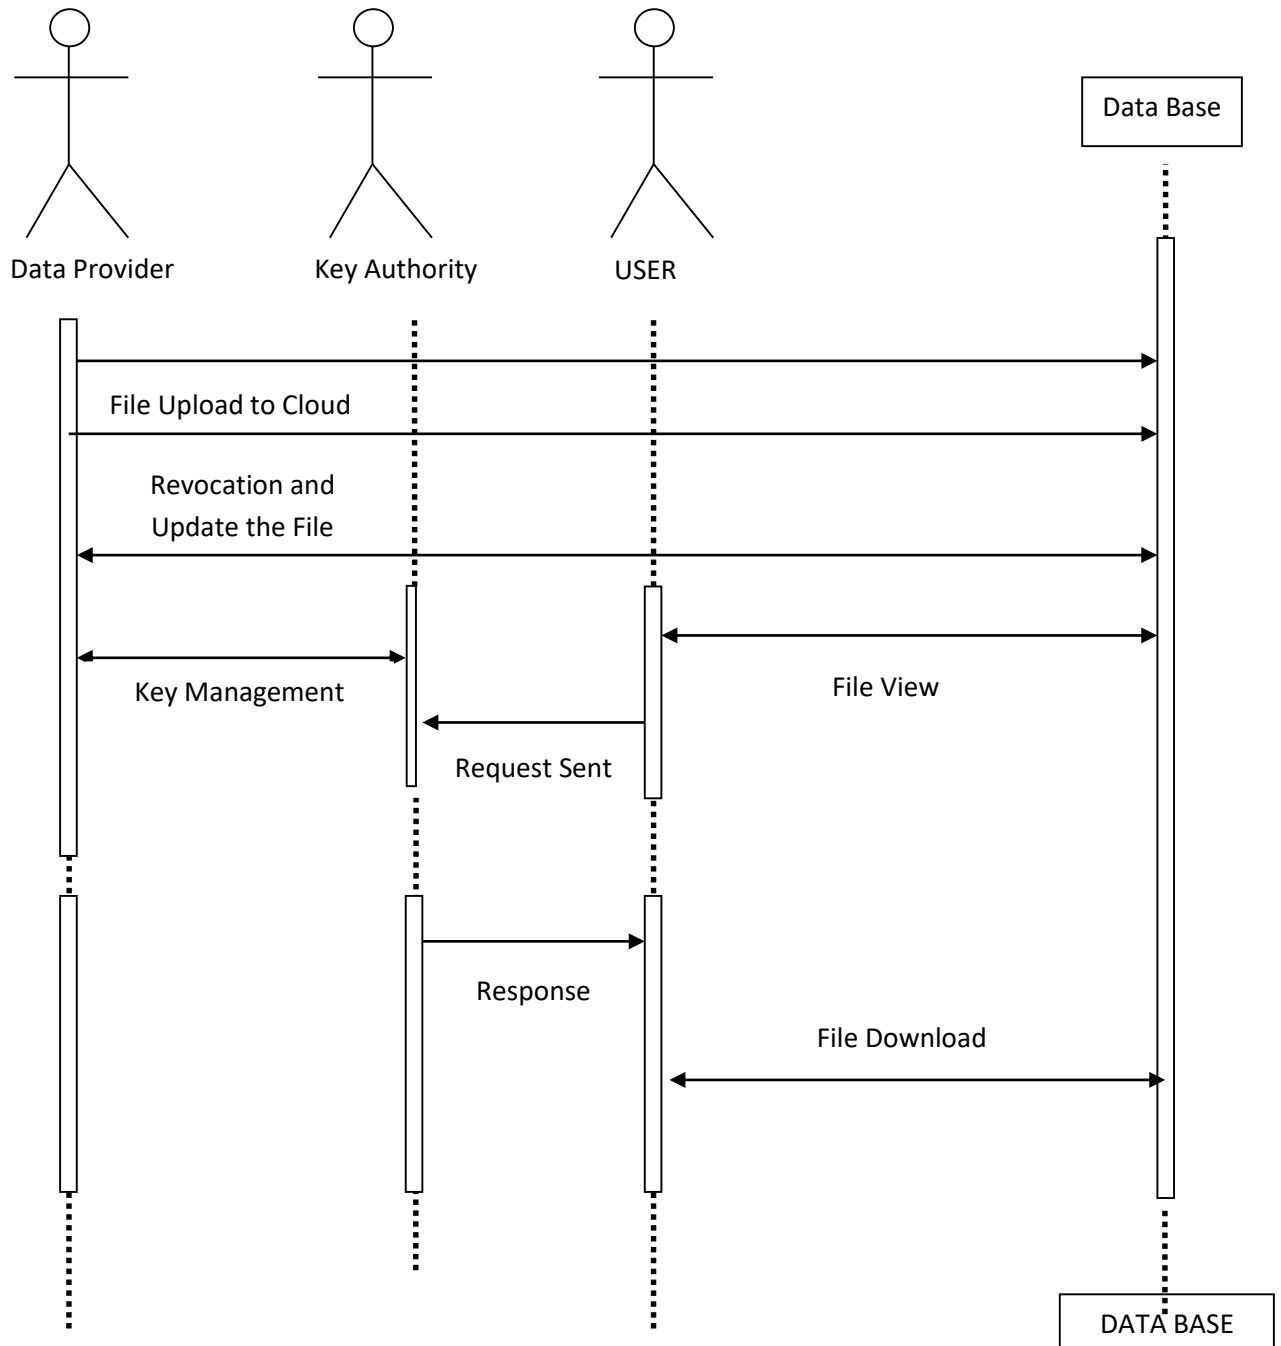 Data Base
Data Provider
Key Authority
USER
File Upload to Cloud
Revocation and
Update the File
Key Management
File View
Request Sent
Response
File Download
DATA BASE